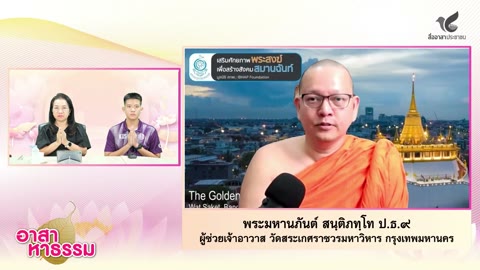 สื่ออาสาประชาชน
เสริมศักยภาพ พระสงฆ์
เพื่อสร้างสังคม สมานฉันท์
The Golden
Wat Saket, Bang
อาสา
หาธรรม
พระมหานภันต์ สนฺติภทฺโท ป.ธ.๙
ผู้ช่วยเจ้าอาวาส วัดสระเกศราชวรมหาวิหาร กรุงเทพมหานคร